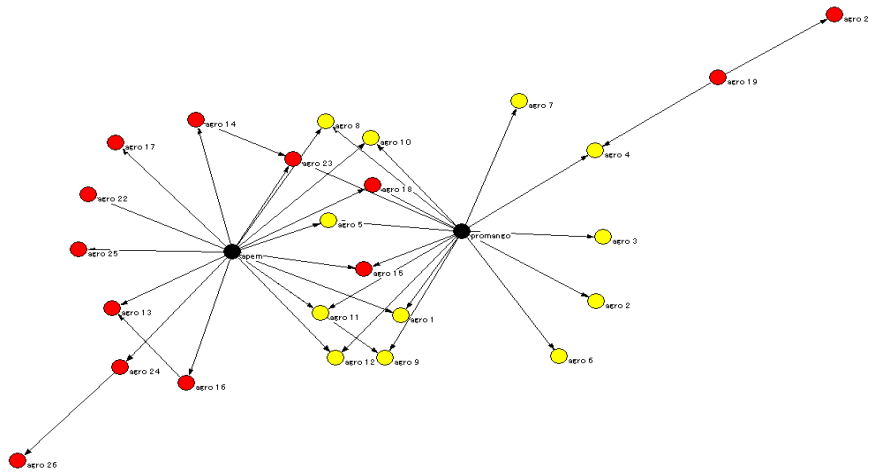 agro 2
agro 19
agro 7
agro 14
agro 8
agro 10
agro 17
agro 4
agro 23
agro 18
agro 22
agro 5
promango
agro 3
agro 25
apem
agro 15
agro 2
agro 13
agro 11
agro 1
agro 6
agro 12
agro 9
agro 24
agro 16
agro 26